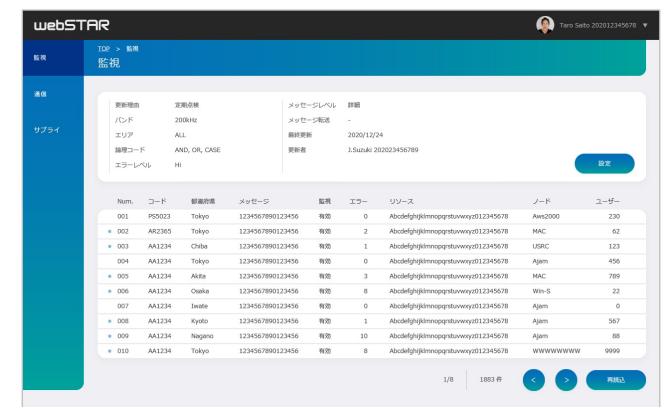 webSTAR
Taro Saito 202012345678 ▼
監視
通信
サプライ
TOP > 監視
監視
更新理由 定期点検 メッセージレベル 詳細
バンド 200kHz メッセージ転送 -
エリア ALL 最終更新 2020/12/24
論理コード AND, OR, CASE 更新者 J.Suzuki 202023456789
エラーレベル Hi
設定
Num. コード 都道府県 メッセージ 監視 エラー リソース ノード ユーザー
001 PS5023 Tokyo 1234567890123456 有効 0 Abcdefghijklmnopqrstuvwxyz012345678 Aws2000 230
002 AR2365 Tokyo 1234567890123456 有効 2 Abcdefghijklmnopqrstuvwxyz012345678 MAC 62
003 AA1234 Chiba 1234567890123456 有効 1 Abcdefghijklmnopqrstuvwxyz012345678 USRC 123
004 AA1234 Tokyo 1234567890123456 有効 0 Abcdefghijklmnopqrstuvwxyz012345678 Ajam 456
005 AA1234 Akita 1234567890123456 有効 3 Abcdefghijklmnopqrstuvwxyz012345678 MAC 789
006 AA1234 Osaka 1234567890123456 有効 8 Abcdefghijklmnopqrstuvwxyz012345678 Win-S 22
007 AA1234 Iwate 1234567890123456 有効 0 Abcdefghijklmnopqrstuvwxyz012345678 Ajam 0
008 AA1234 Kyoto 1234567890123456 有効 1 Abcdefghijklmnopqrstuvwxyz012345678 Ajam 567
009 AA1234 Nagano 1234567890123456 有効 10 Abcdefghijklmnopqrstuvwxyz012345678 Ajam 88
010 AA1234 Tokyo 1234567890123456 有効 8 Abcdefghijklmnopqrstuvwxyz012345678 WWWWWWWW 9999
1/8 1883 件 < > 再読込